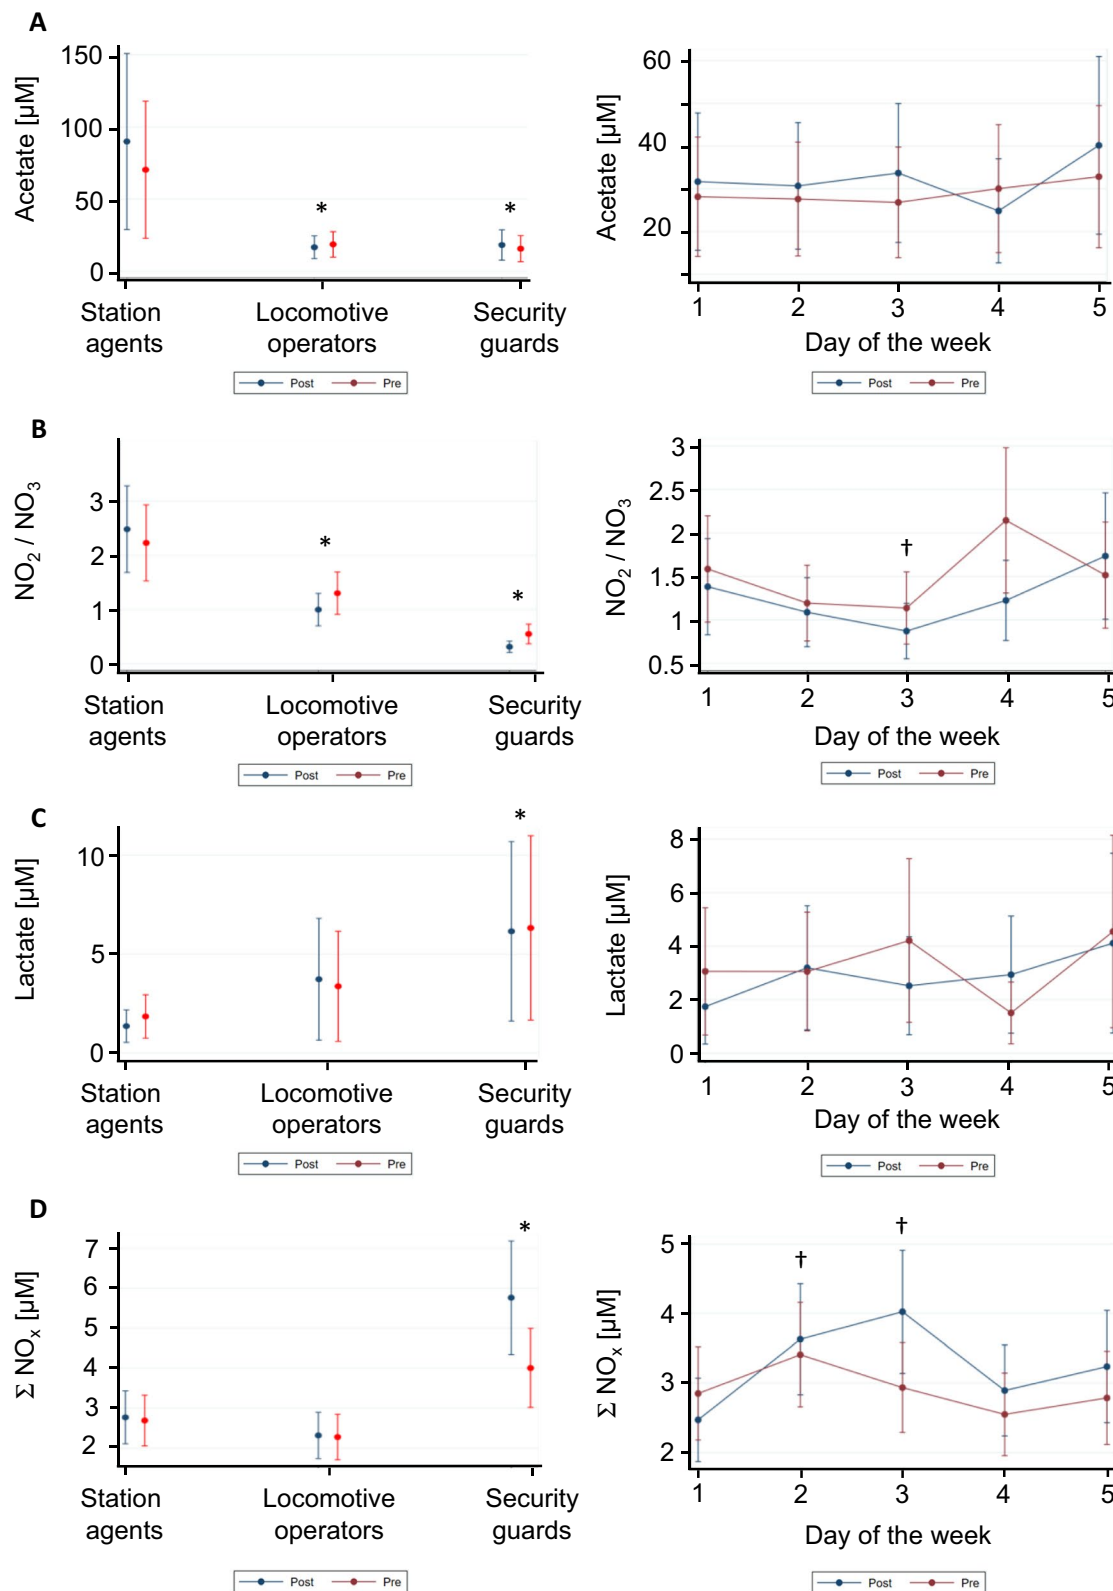 A
Acetate [µM]
150
100
50
0
*
*
Station
agents
Locomotive
operators
Security
guards
Post Pre
Acetate [µM]
60
40
20
1 2 3 4 5
Day of the week
Post Pre
B
NO2 / NO3
3
2
1
0
*
*
Station
agents
Locomotive
operators
Security
guards
Post Pre
NO2 / NO3
3
2.5
2
1.5
1
0.5
†
1 2 3 4 5
Day of the week
Post Pre
C
Lactate [µM]
10
5
0
*
Station
agents
Locomotive
operators
Security
guards
Post Pre
Lactate [µM]
8
6
4
2
0
1 2 3 4 5
Day of the week
Post Pre
D
Σ NOx [µM]
7
6
5
4
3
2
*
Station
agents
Locomotive
operators
Security
guards
Post Pre
Σ NOx [µM]
5
4
3
2
†
†
1 2 3 4 5
Day of the week
Post Pre